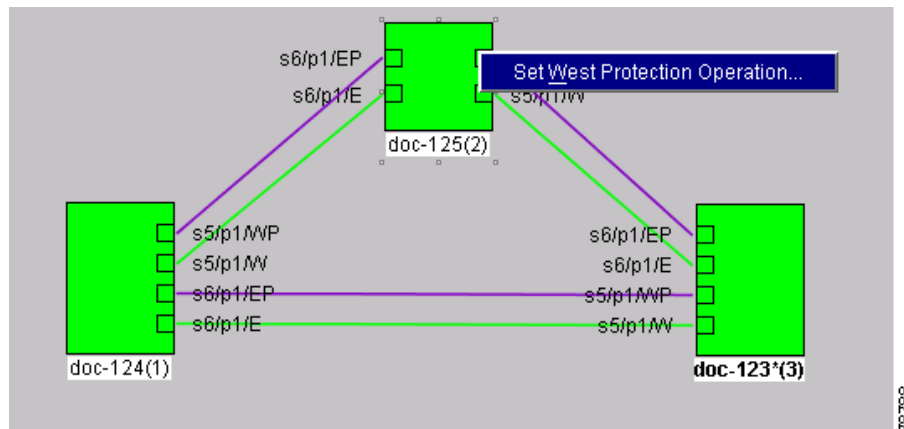 s6/p1/EP
Set West Protection Operation...
s6/p1/E
s5/p1/W
doc-125(2)
s5/p1/WP
s6/p1/EP
s5/p1/W
s6/p1/E
s6/p1/EP
s5/p1/WP
s6/p1/E
s5/p1/W
doc-124(1)
doc-123*(3)